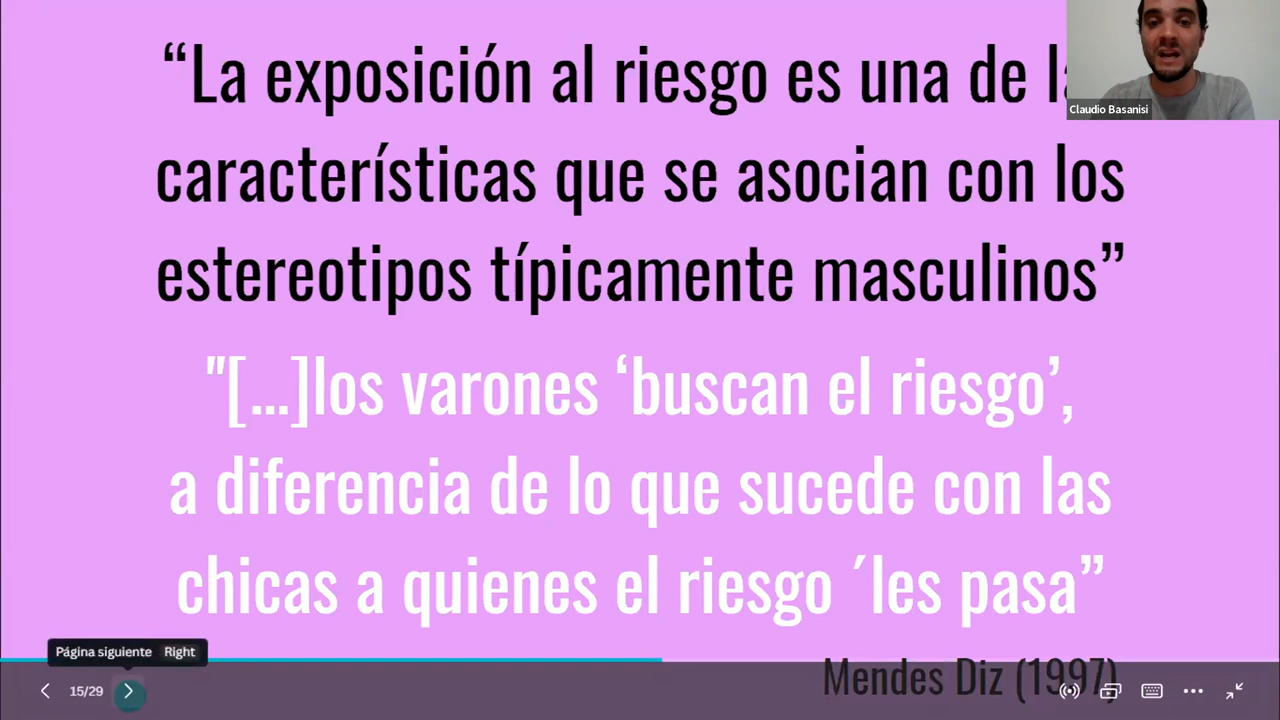 “La exposición al riesgo es una de la
características que se asocian con los
estereotipos típicamente masculinos”
"[...]los varones ‘buscan el riesgo’,
a diferencia de lo que sucede con las
chicas a quienes el riesgo ´les pasa”
Mendes Diz (1997)
Claudio Basanisi
Página siguiente Right
15/29